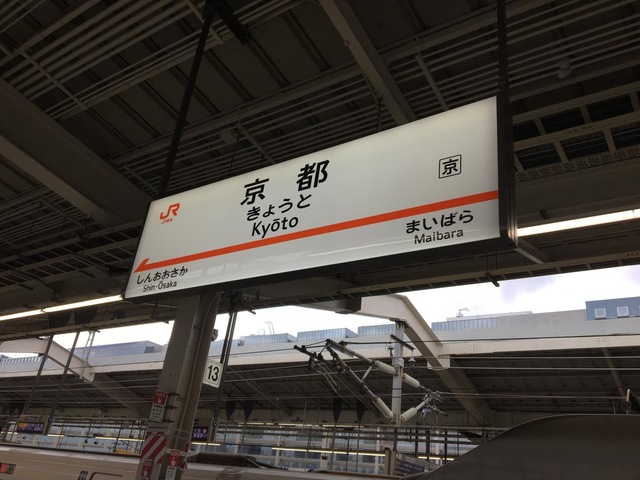 京都
京
きょうと
Kyōto
JR
まいばら
Maibara
しんおおさか
Shin-Ōsaka
13